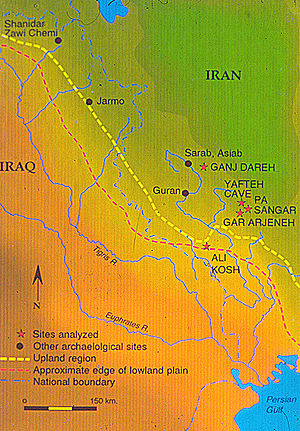 Shanidar
Zawi Chemi
IRAN
Jarmo
Sarab, Asiab
GANJ DAREH
IRAQ
YAFTEH
CAVE
Guran
PA
SANGAR
GAR ARJENEH
ALI
KOSH
Tigris R.
N
Euphrates R.
Sites analyzed
Other archaelolgical sites
Upland region
Approximate edge of lowland plain
National boundary
0 150 km.
Persian
Gulf